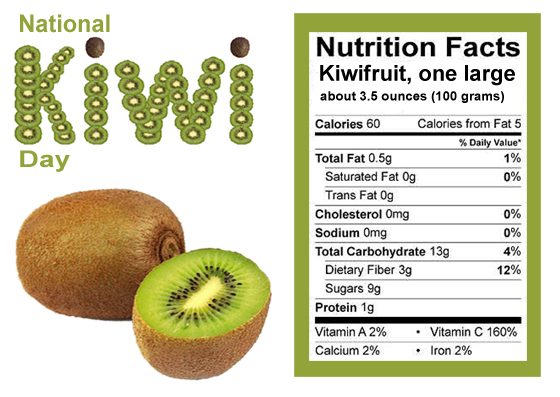 National
Kiwi
Day
Nutrition Facts
Kiwifruit, one large
about 3.5 ounces (100 grams)
Calories 60 Calories from Fat 5
% Daily Value*
Total Fat 0.5g 1%
Saturated Fat 0g 0%
Trans Fat 0g
Cholesterol 0mg 0%
Sodium 0mg 0%
Total Carbohydrate 13g 4%
Dietary Fiber 3g 12%
Sugars 9g
Protein 1g
Vitamin A 2% • Vitamin C 160%
Calcium 2% • Iron 2%